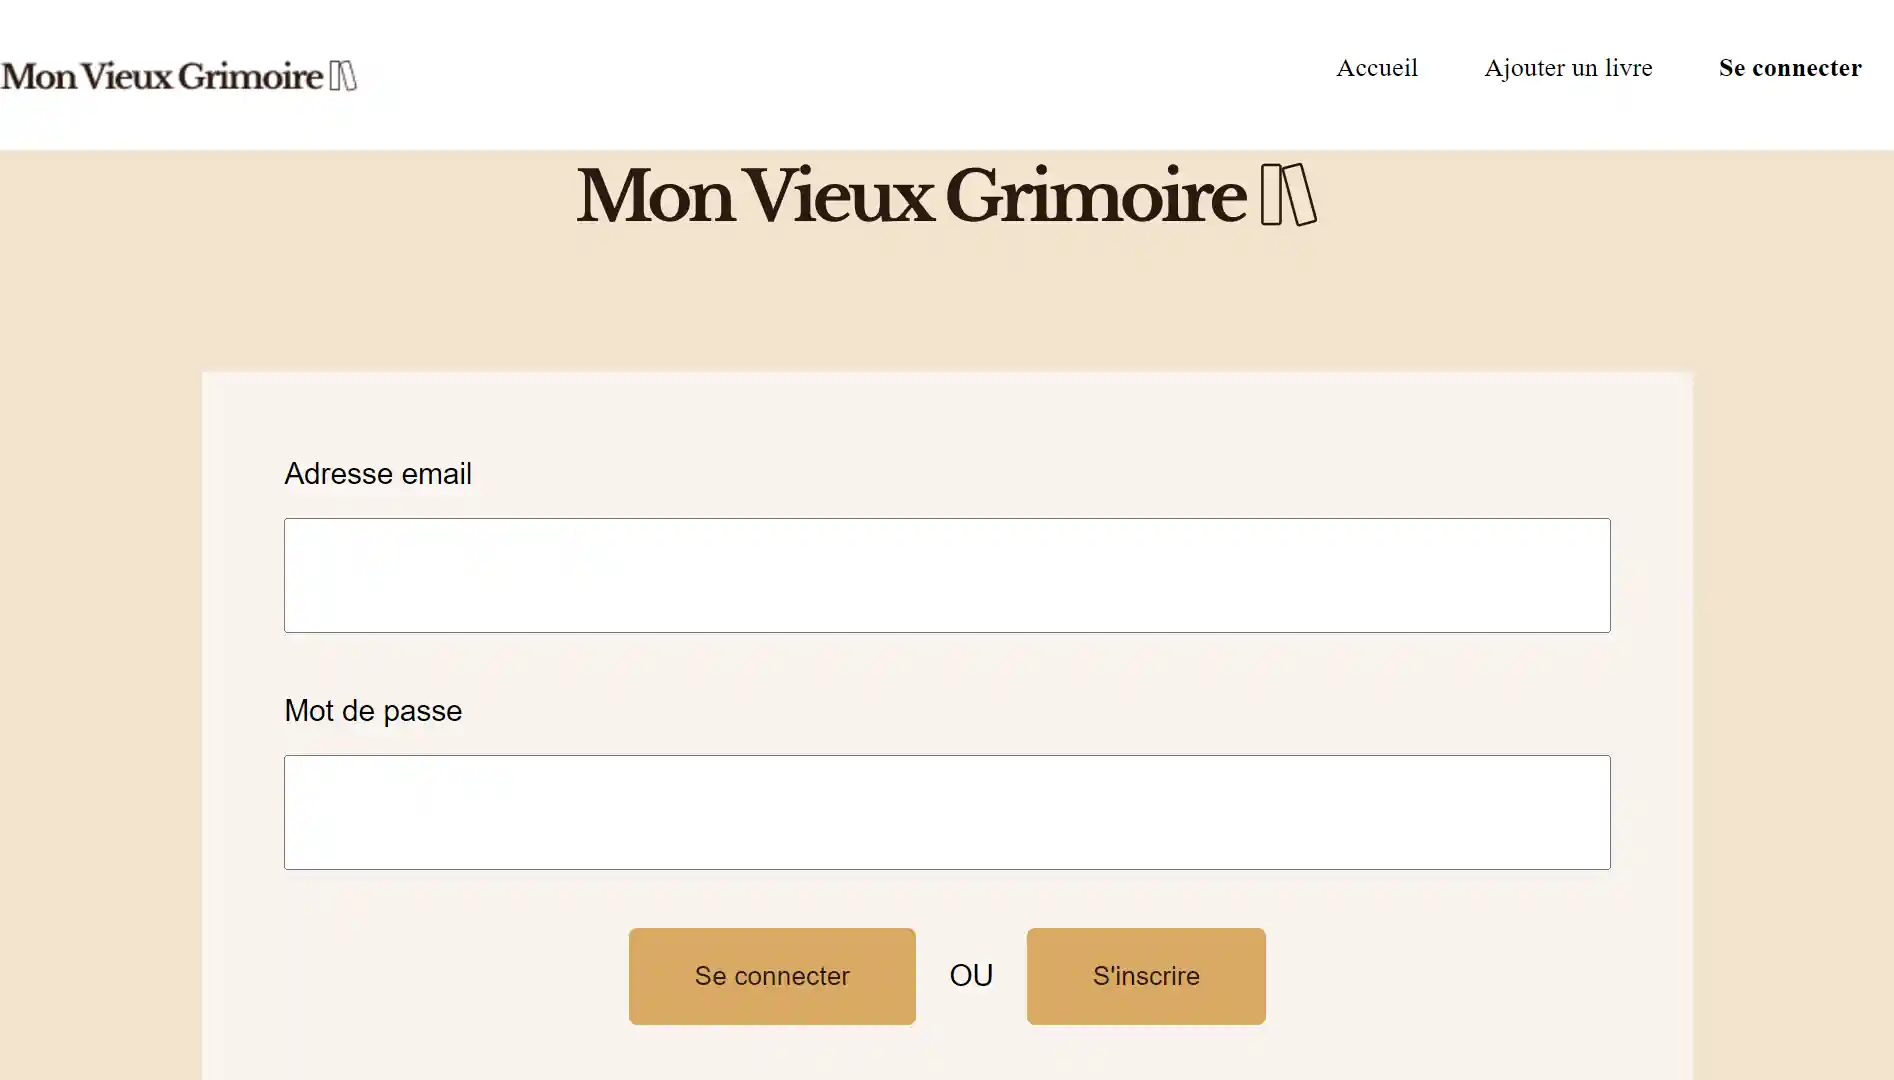 Mon Vieux Grimoire
Accueil
Ajouter un livre
Se connecter
Mon Vieux Grimoire
Adresse email
Mot de passe
Se connecter
OU
S'inscrire